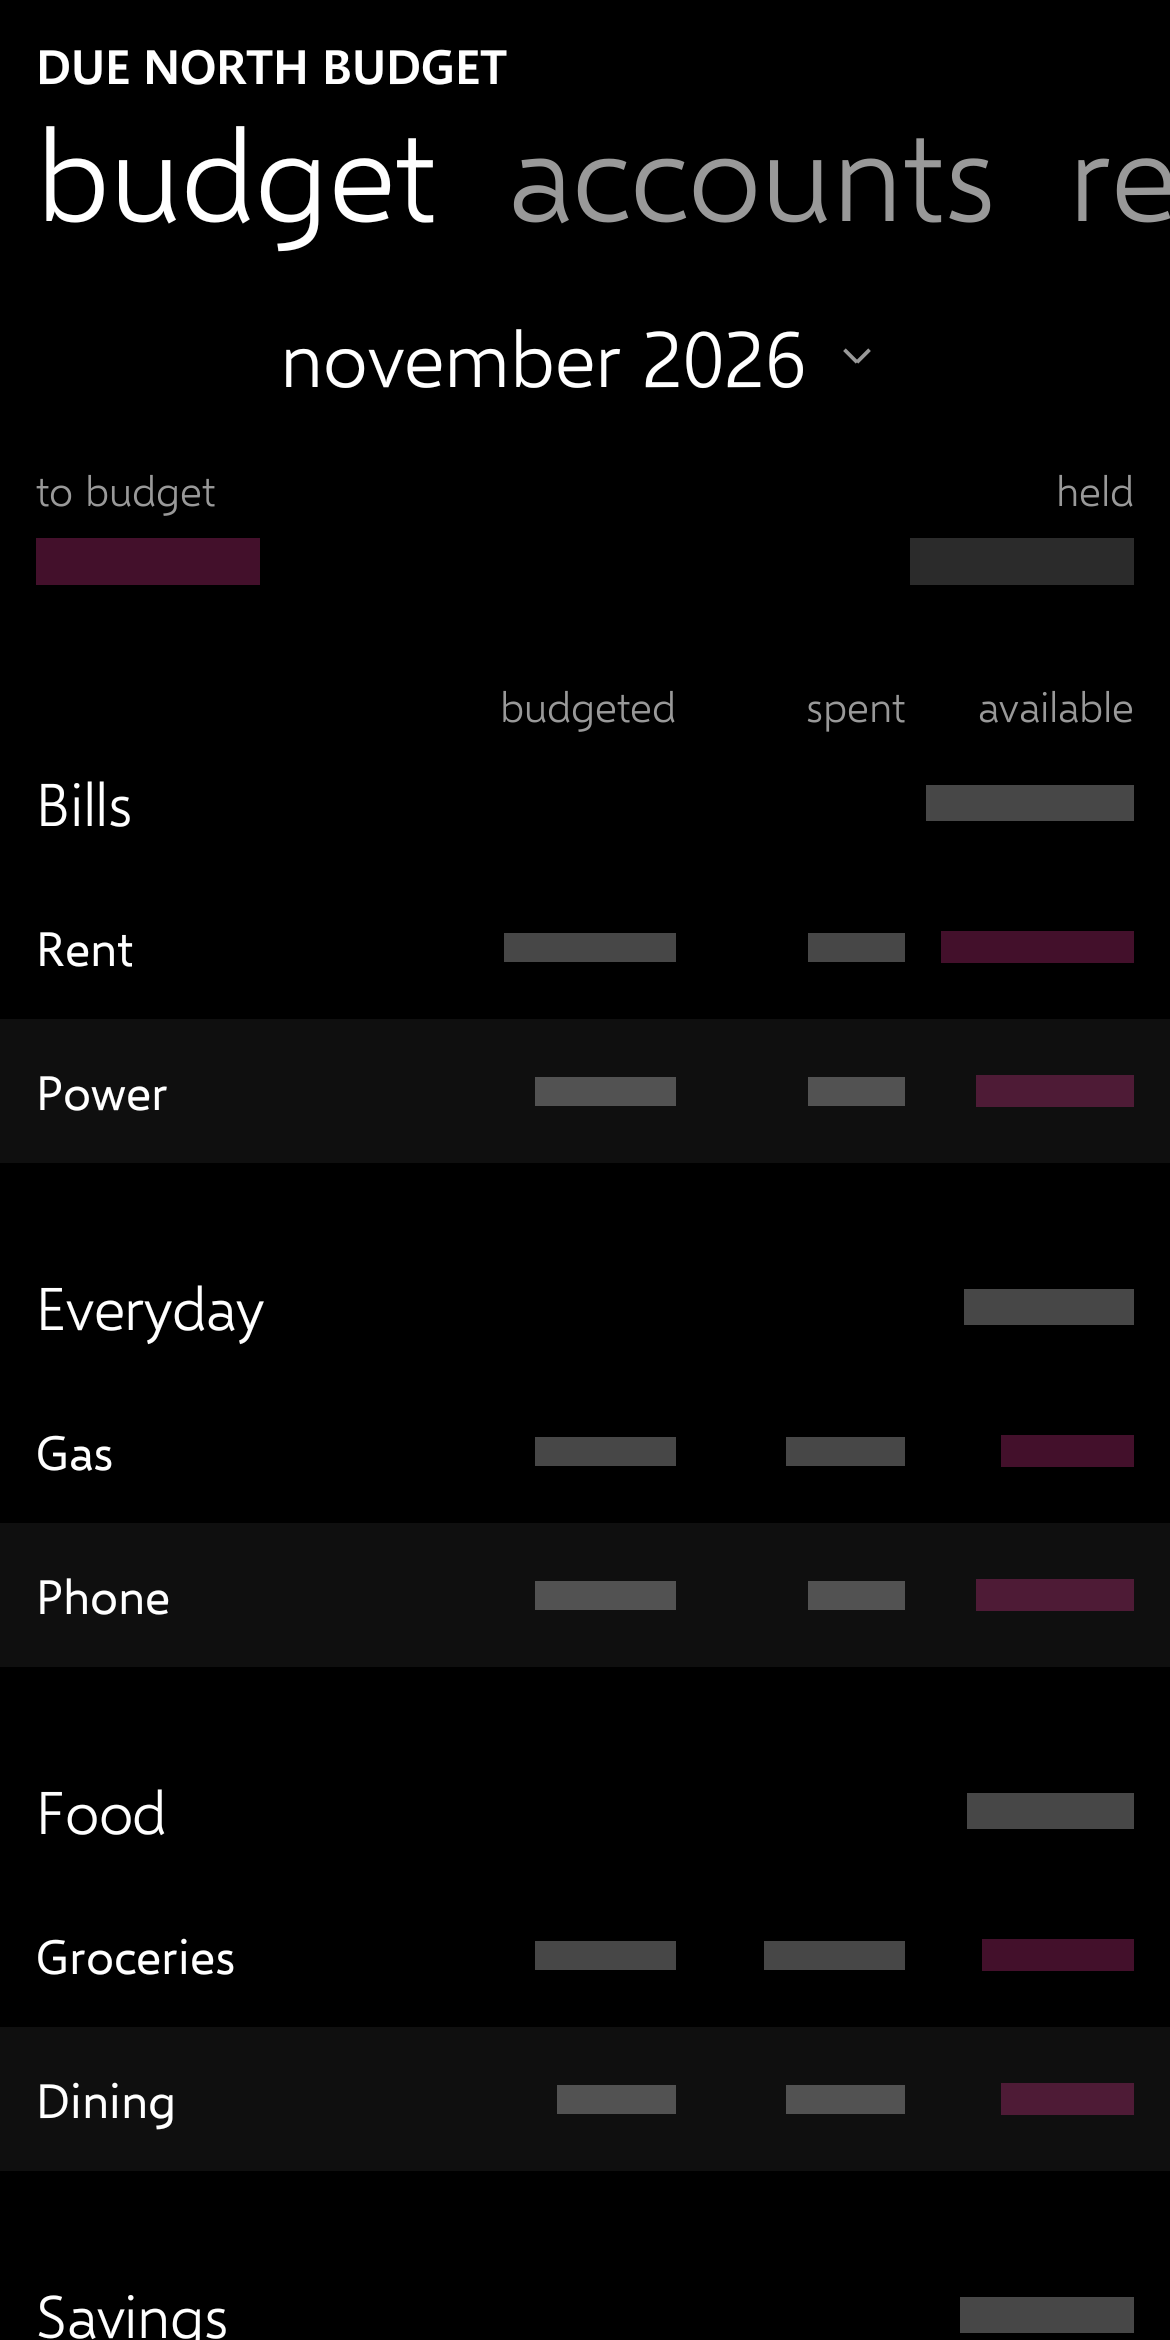 DUE NORTH BUDGET
budget accounts re
november 2026
to budget held
budgeted spent available
Bills
Rent
Power
Everyday
Gas
Phone
Food
Groceries
Dining
Savings